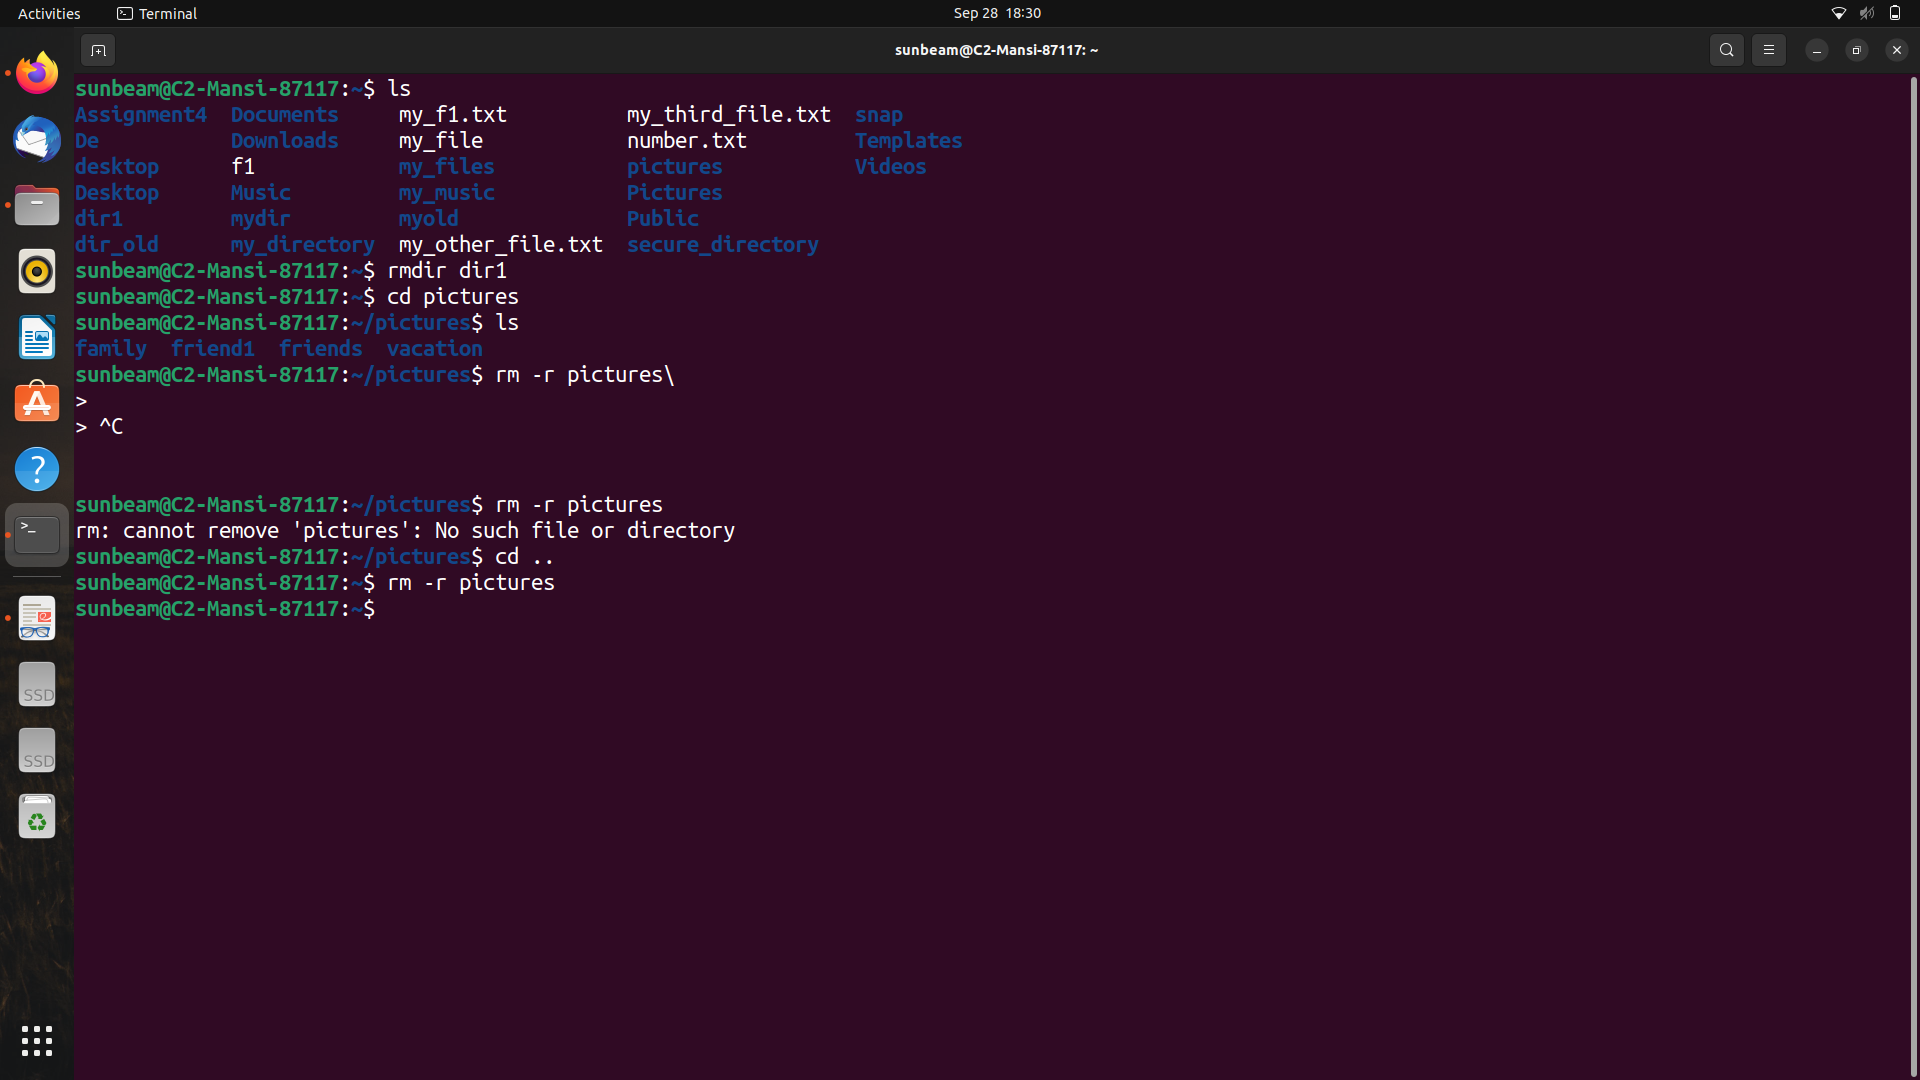 Activities Terminal Sep 28 18:30
sunbeam@C2-Mansi-87117: ~
sunbeam@C2-Mansi-87117:~$ ls
Assignment4 Documents my_f1.txt my_third_file.txt snap
De Downloads my_file number.txt Templates
desktop f1 my_files pictures Videos
Desktop Music my_music Pictures
dir1 mydir myold Public
dir_old my_directory my_other_file.txt secure_directory
sunbeam@C2-Mansi-87117:~$ rmdir dir1
sunbeam@C2-Mansi-87117:~$ cd pictures
sunbeam@C2-Mansi-87117:~/pictures$ ls
family friend1 friends vacation
sunbeam@C2-Mansi-87117:~/pictures$ rm -r pictures\
>
> ^C
sunbeam@C2-Mansi-87117:~/pictures$ rm -r pictures
rm: cannot remove 'pictures': No such file or directory
sunbeam@C2-Mansi-87117:~/pictures$ cd ..
sunbeam@C2-Mansi-87117:~$ rm -r pictures
sunbeam@C2-Mansi-87117:~$
SSD
SSD